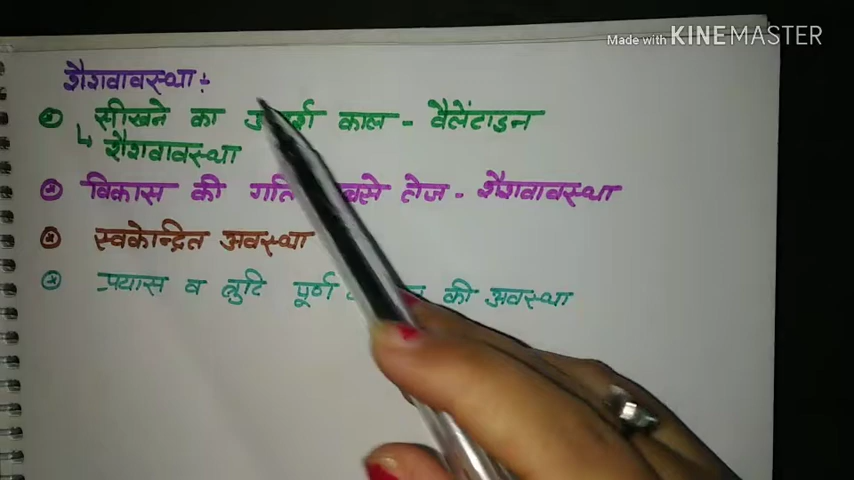 Made with KINEMASTER
शैशवावस्था :-
सीखने का काल - वैलेंटाइन
↳ शैशवावस्था
विकास की गति तेज - शैशवावस्था
स्वकेन्द्रित अवस्था
प्रयास व त्रुटि पूर्ण की अवस्था